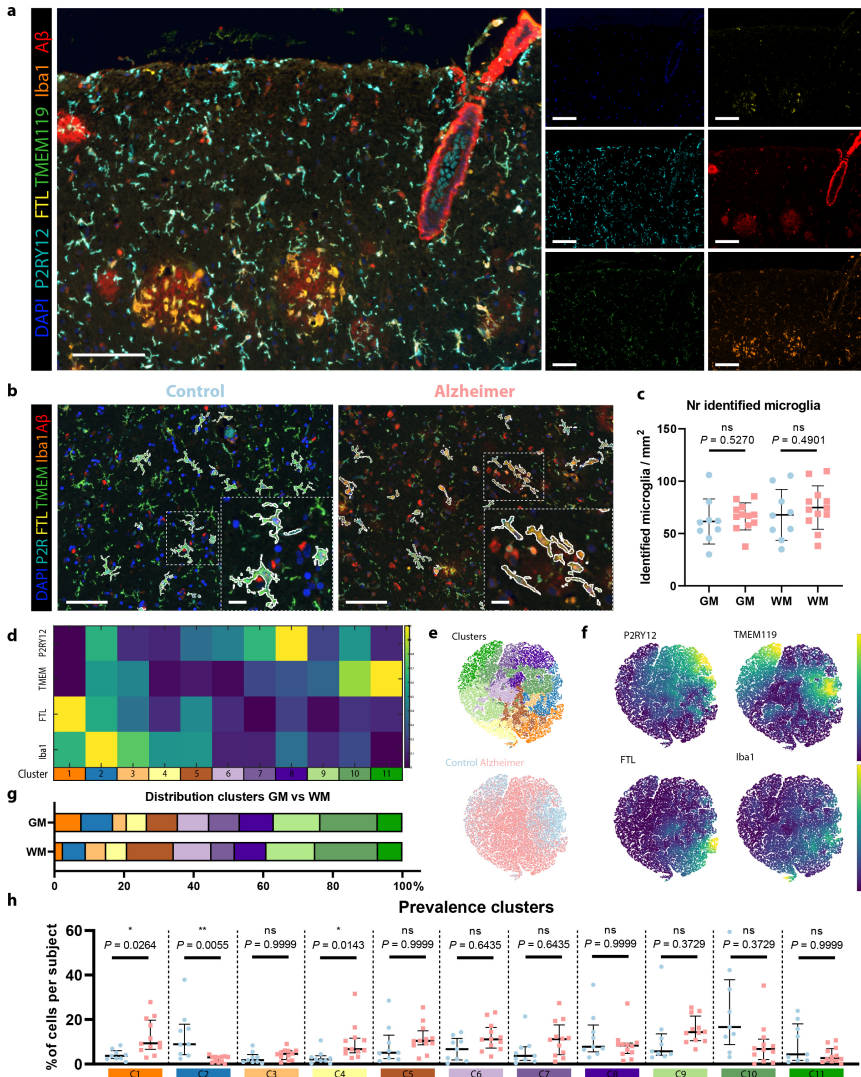 a
DAPI P2RY12 FTL TMEM119 Iba1 Aβ
b
Control
Alzheimer
DAPI P2R FTL TMEM Iba1Aβ
c
Nr identified microglia
ns
ns
P = 0.5270
P = 0.4901
Identified microglia / mm²
150
100
50
0
GM
GM
WM
WM
d
P2RY12
TMEM
FTL
Iba1
Cluster
1
2
3
4
5
6
7
8
9
10
11
e
Clusters
Control Alzheimer
f
P2RY12
TMEM119
FTL
Iba1
g
Distribution clusters GM vs WM
GM
WM
0
20
40
60
80
100%
h
Prevalence clusters
% of cells per subject
60
40
20
0
*
**
ns
*
ns
ns
ns
ns
ns
ns
ns
P = 0.0264
P = 0.0055
P = 0.9999
P = 0.0143
P = 0.9999
P = 0.6435
P = 0.6435
P = 0.9999
P = 0.3729
P = 0.3729
P = 0.9999
C1
C2
C3
C4
C5
C6
C7
C8
C9
C10
C11